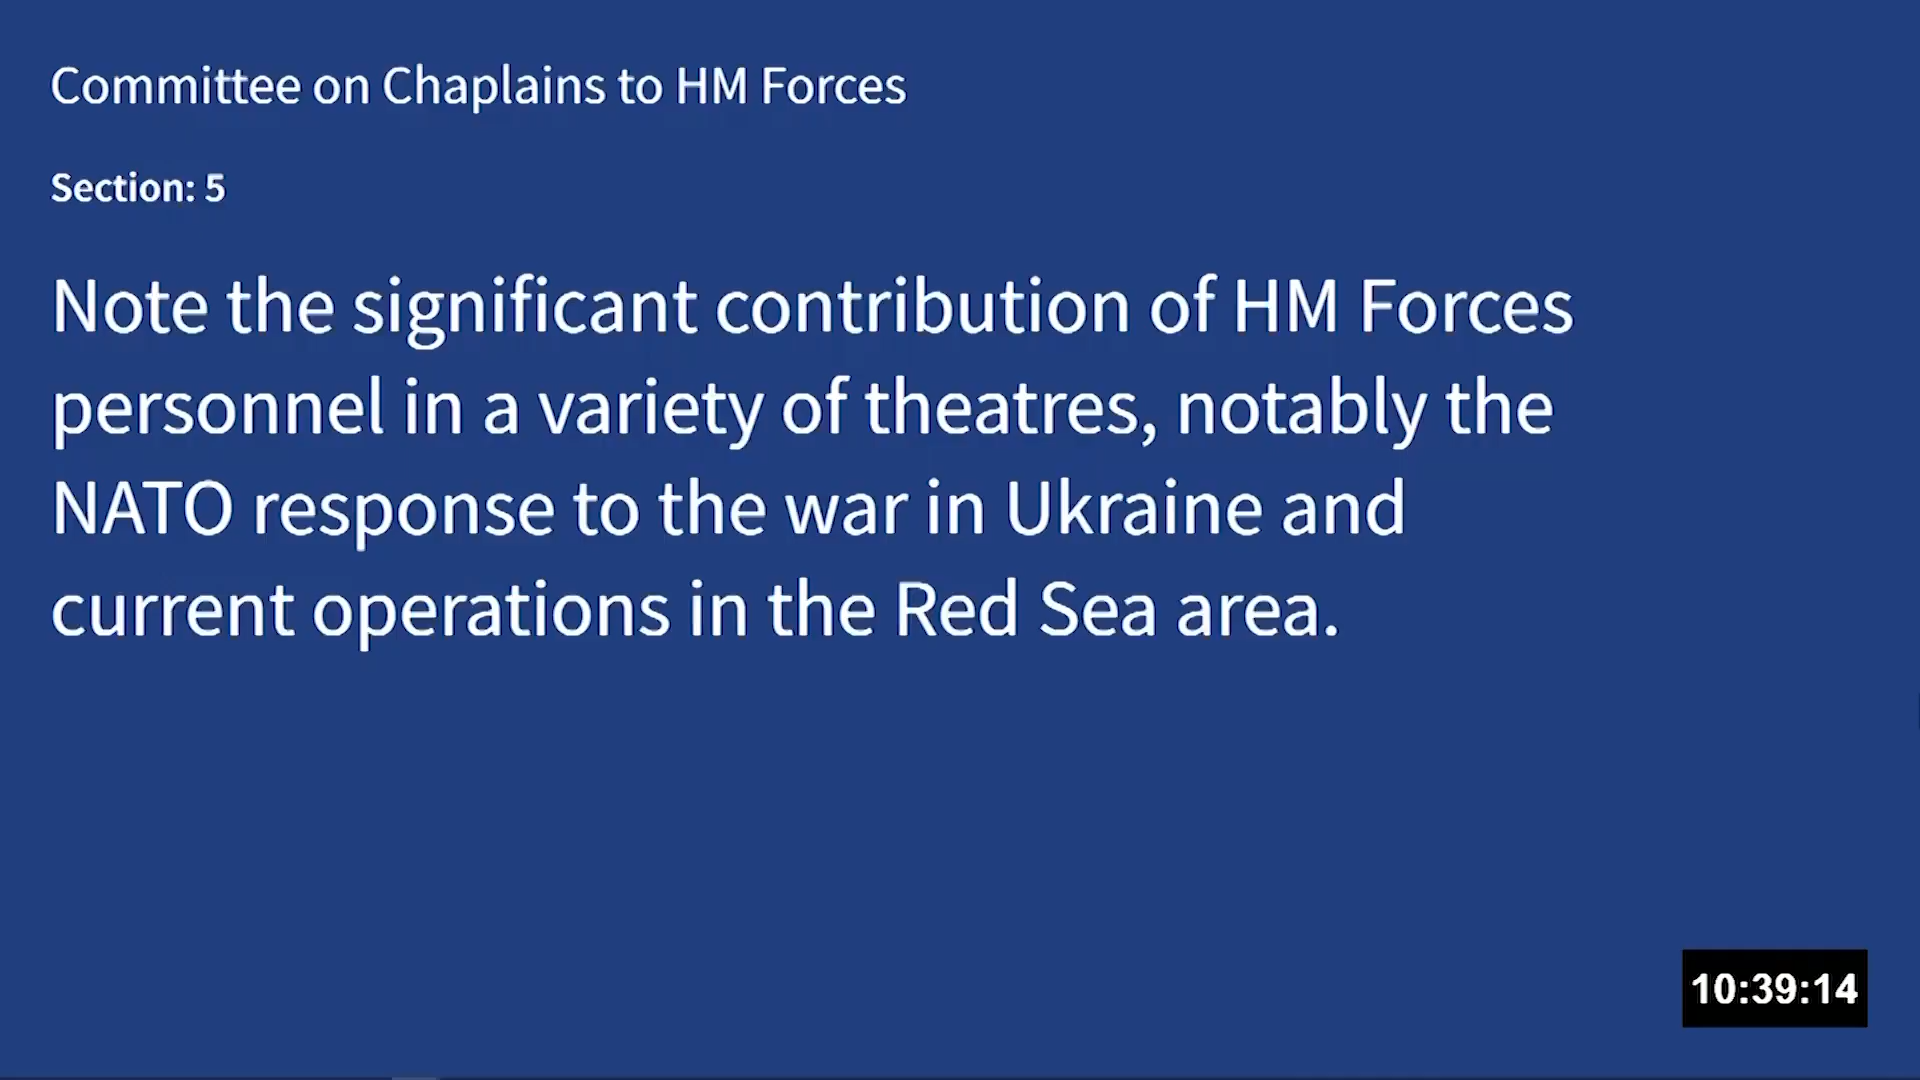 Committee on Chaplains to HM Forces
Section: 5
Note the significant contribution of HM Forces
personnel in a variety of theatres, notably the
NATO response to the war in Ukraine and
current operations in the Red Sea area.
10:39:14